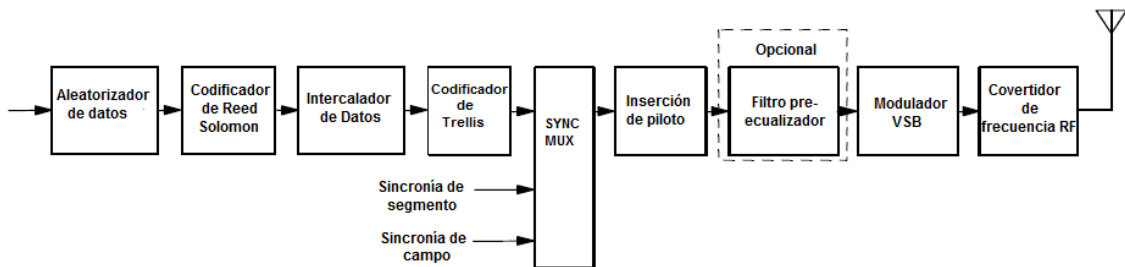 Opcional
Aleatorizador
de datos
Codificador
de Reed
Solomon
Intercalador
de Datos
Codificador
de
Trellis
SYNC
MUX
Inserción
de piloto
Filtro pre-
ecualizador
Modulador
VSB
Covertidor
de
frecuencia RF
Sincronía de
segmento
Sincronía de
campo